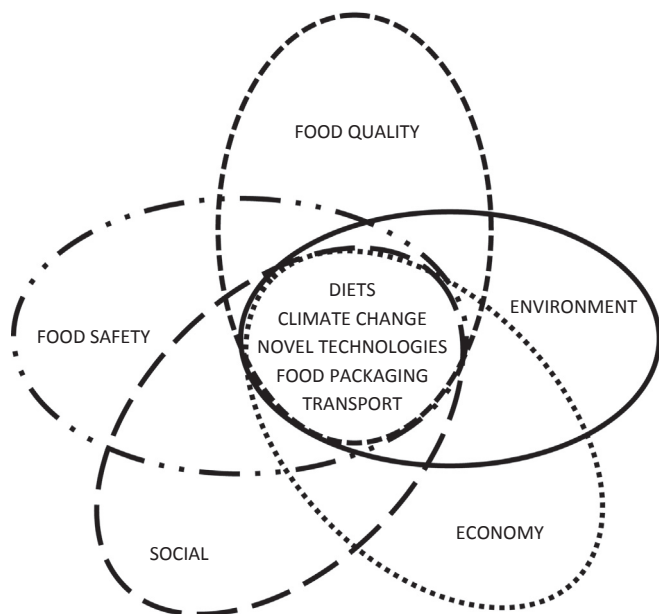 FOOD QUALITY
DIETS
CLIMATE CHANGE
NOVEL TECHNOLOGIES
FOOD PACKAGING
TRANSPORT
ENVIRONMENT
FOOD SAFETY
ECONOMY
SOCIAL